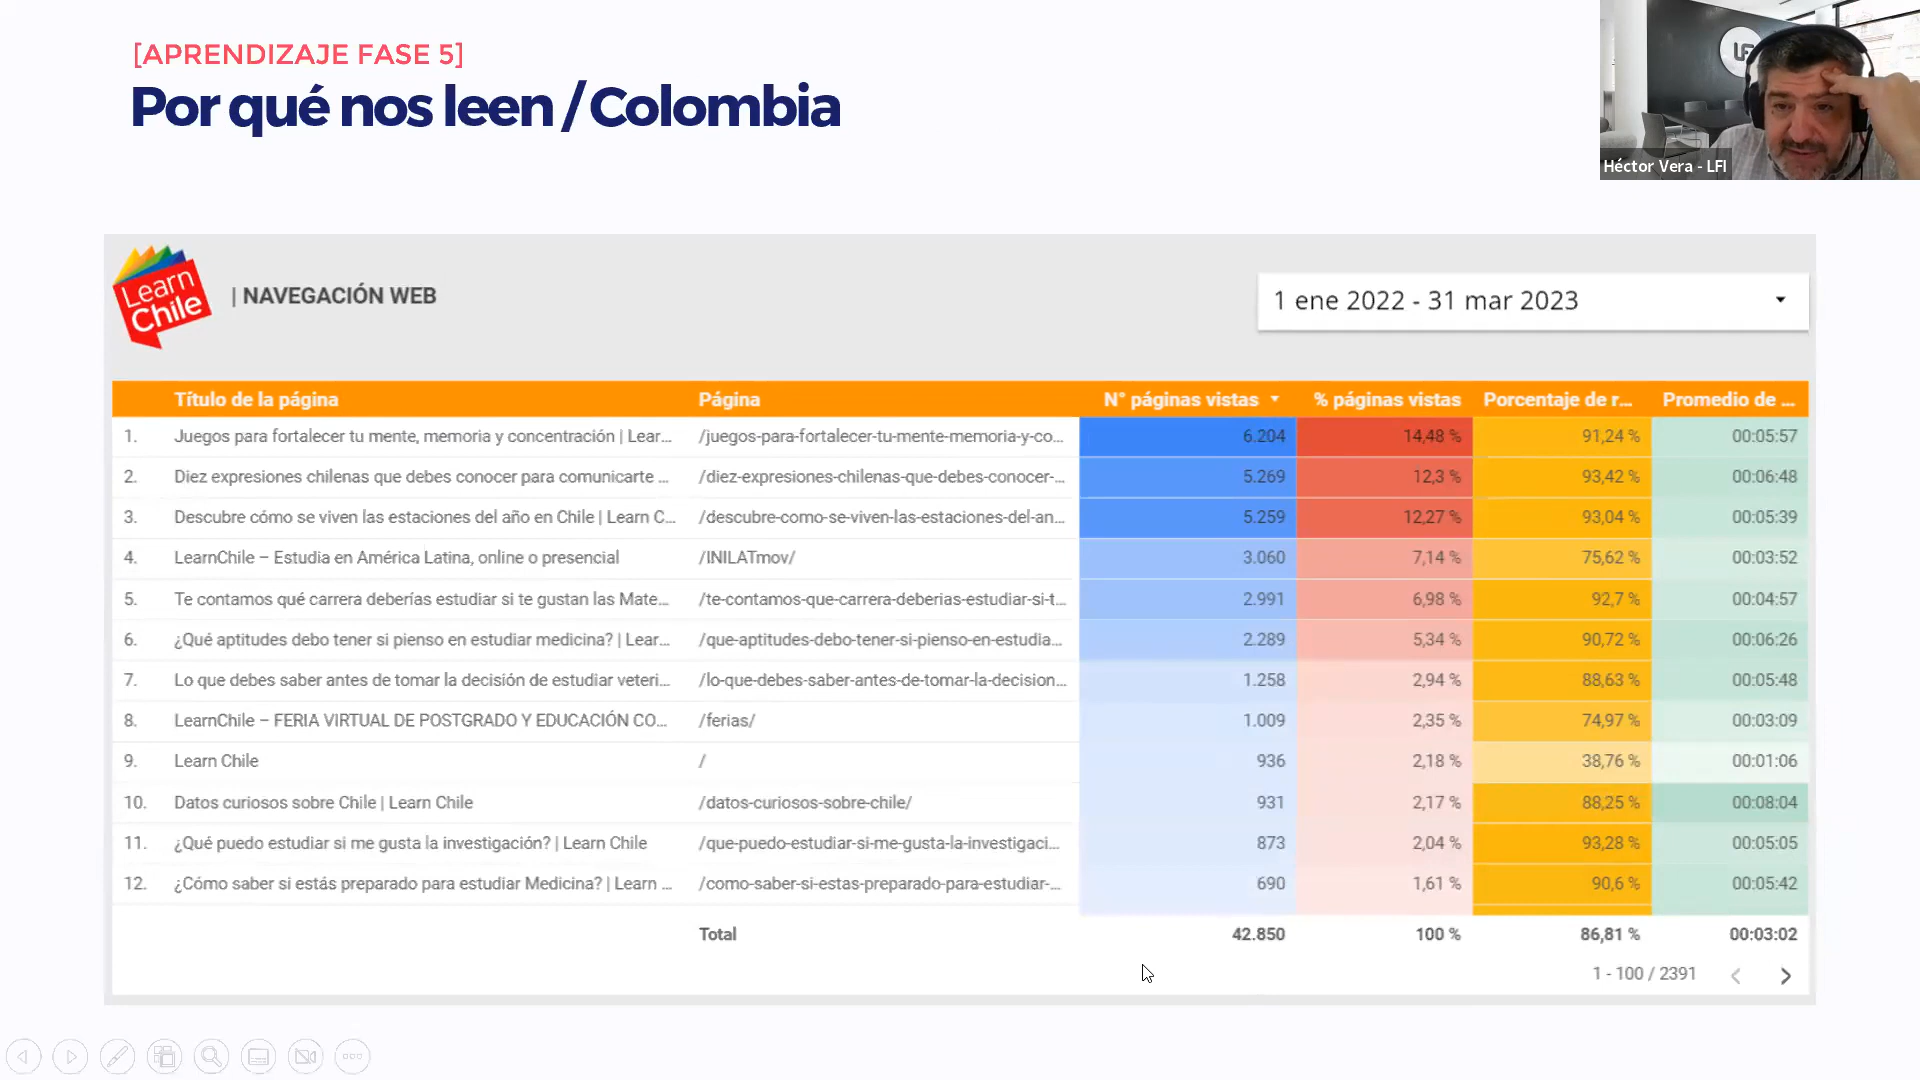 [APRENDIZAJE FASE 5]
Por qué nos leen / Colombia
LF
Héctor Vera - LFI
Learn
Chile
| NAVEGACIÓN WEB
1 ene 2022 - 31 mar 2023
Título de la página Página N° páginas vistas % páginas vistas Porcentaje de r... Promedio de ...
1. Juegos para fortalecer tu mente, memoria y concentración | Lear... /juegos-para-fortalecer-tu-mente-memoria-y-co... 6.204 14,48 % 91,24 % 00:05:57
2. Diez expresiones chilenas que debes conocer para comunicarte ... /diez-expresiones-chilenas-que-debes-conocer-... 5.269 12,3 % 93,42 % 00:06:48
3. Descubre cómo se viven las estaciones del año en Chile | Learn C... /descubre-como-se-viven-las-estaciones-del-an... 5.259 12,27 % 93,04 % 00:05:39
4. LearnChile – Estudia en América Latina, online o presencial /INILATmov/ 3.060 7,14 % 75,62 % 00:03:52
5. Te contamos qué carrera deberías estudiar si te gustan las Mate... /te-contamos-que-carrera-deberias-estudiar-si-t... 2.991 6,98 % 92,7 % 00:04:57
6. ¿Qué aptitudes debo tener si pienso en estudiar medicina? | Lear... /que-aptitudes-debo-tener-si-pienso-en-estudia... 2.289 5,34 % 90,72 % 00:06:26
7. Lo que debes saber antes de tomar la decisión de estudiar veteri... /lo-que-debes-saber-antes-de-tomar-la-decision... 1.258 2,94 % 88,63 % 00:05:48
8. LearnChile – FERIA VIRTUAL DE POSTGRADO Y EDUCACIÓN CO... /ferias/ 1.009 2,35 % 74,97 % 00:03:09
9. Learn Chile / 936 2,18 % 38,76 % 00:01:06
10. Datos curiosos sobre Chile | Learn Chile /datos-curiosos-sobre-chile/ 931 2,17 % 88,25 % 00:08:04
11. ¿Qué puedo estudiar si me gusta la investigación? | Learn Chile /que-puedo-estudiar-si-me-gusta-la-investigaci... 873 2,04 % 93,28 % 00:05:05
12. ¿Cómo saber si estás preparado para estudiar Medicina? | Learn ... /como-saber-si-estas-preparado-para-estudiar-... 690 1,61 % 90,6 % 00:05:42
Total 42.850 100 % 86,81 % 00:03:02
1 - 100 / 2391